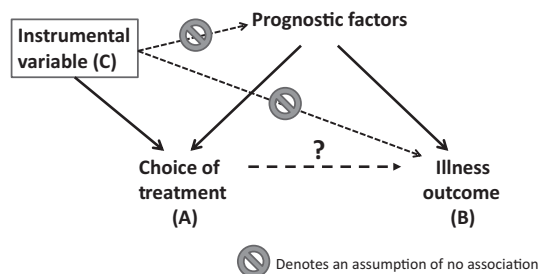 Prognostic factors
Instrumental
variable (C)
?
Choice of
treatment
(A)
Illness
outcome
(B)
Denotes an assumption of no association